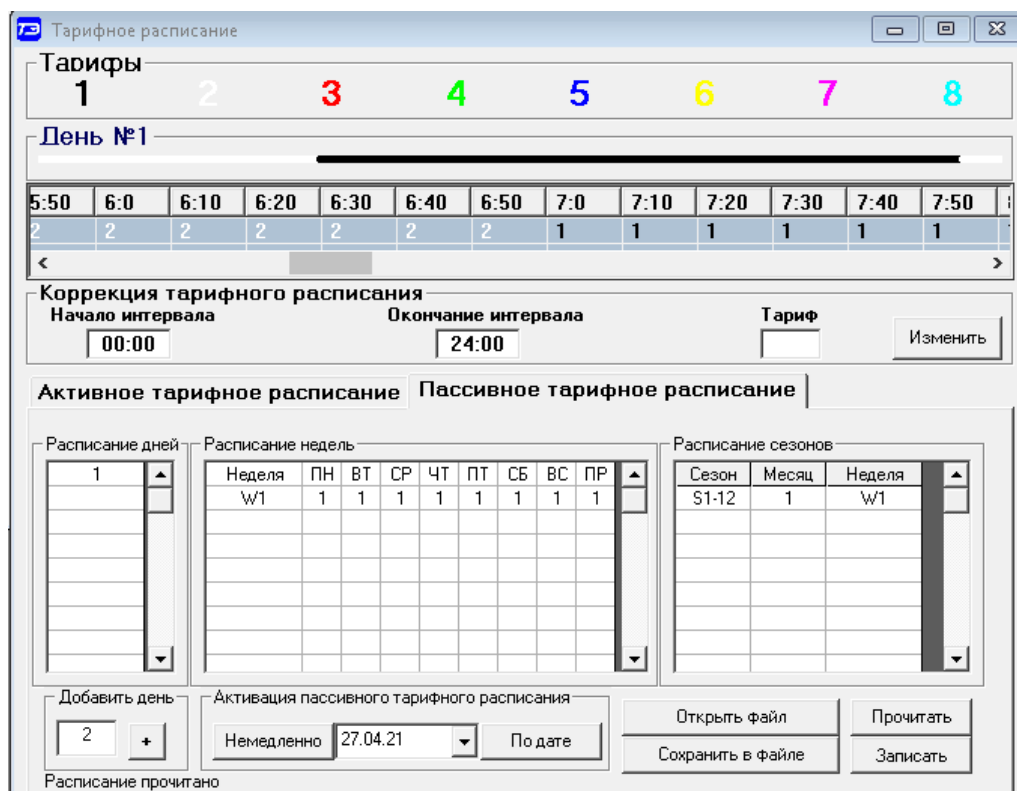 ТЭ Тарифное расписание
Тарифы
1 2 3 4 5 6 7 8
День №1
5:50 6:0 6:10 6:20 6:30 6:40 6:50 7:0 7:10 7:20 7:30 7:40 7:50
2 2 2 2 2 2 2 1 1 1 1 1 1
< >
Коррекция тарифного расписания
Начало интервала Окончание интервала Тариф
00:00 24:00 Изменить
Активное тарифное расписание Пассивное тарифное расписание
Расписание дней Расписание недель Расписание сезонов
1 Неделя ПН ВТ СР ЧТ ПТ СБ ВС ПР Сезон Месяц Неделя
W1 1 1 1 1 1 1 1 1 S1-12 1 W1
Добавить день Активация пассивного тарифного расписания
2 + Немедленно 27.04.21 По дате Открыть файл Прочитать
Сохранить в файле Записать
Расписание прочитано